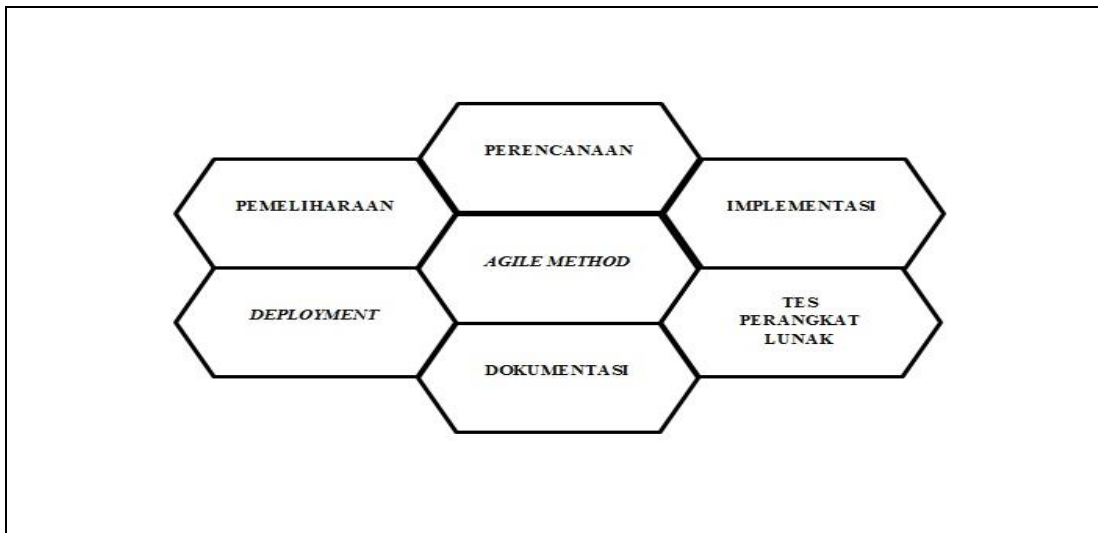 PERENCANAAN
PEMELIHARAAN
IMPLEMENTASI
AGILE METHOD
DEPLOYMENT
TES
PERANGKAT
LUNAK
DOKUMENTASI